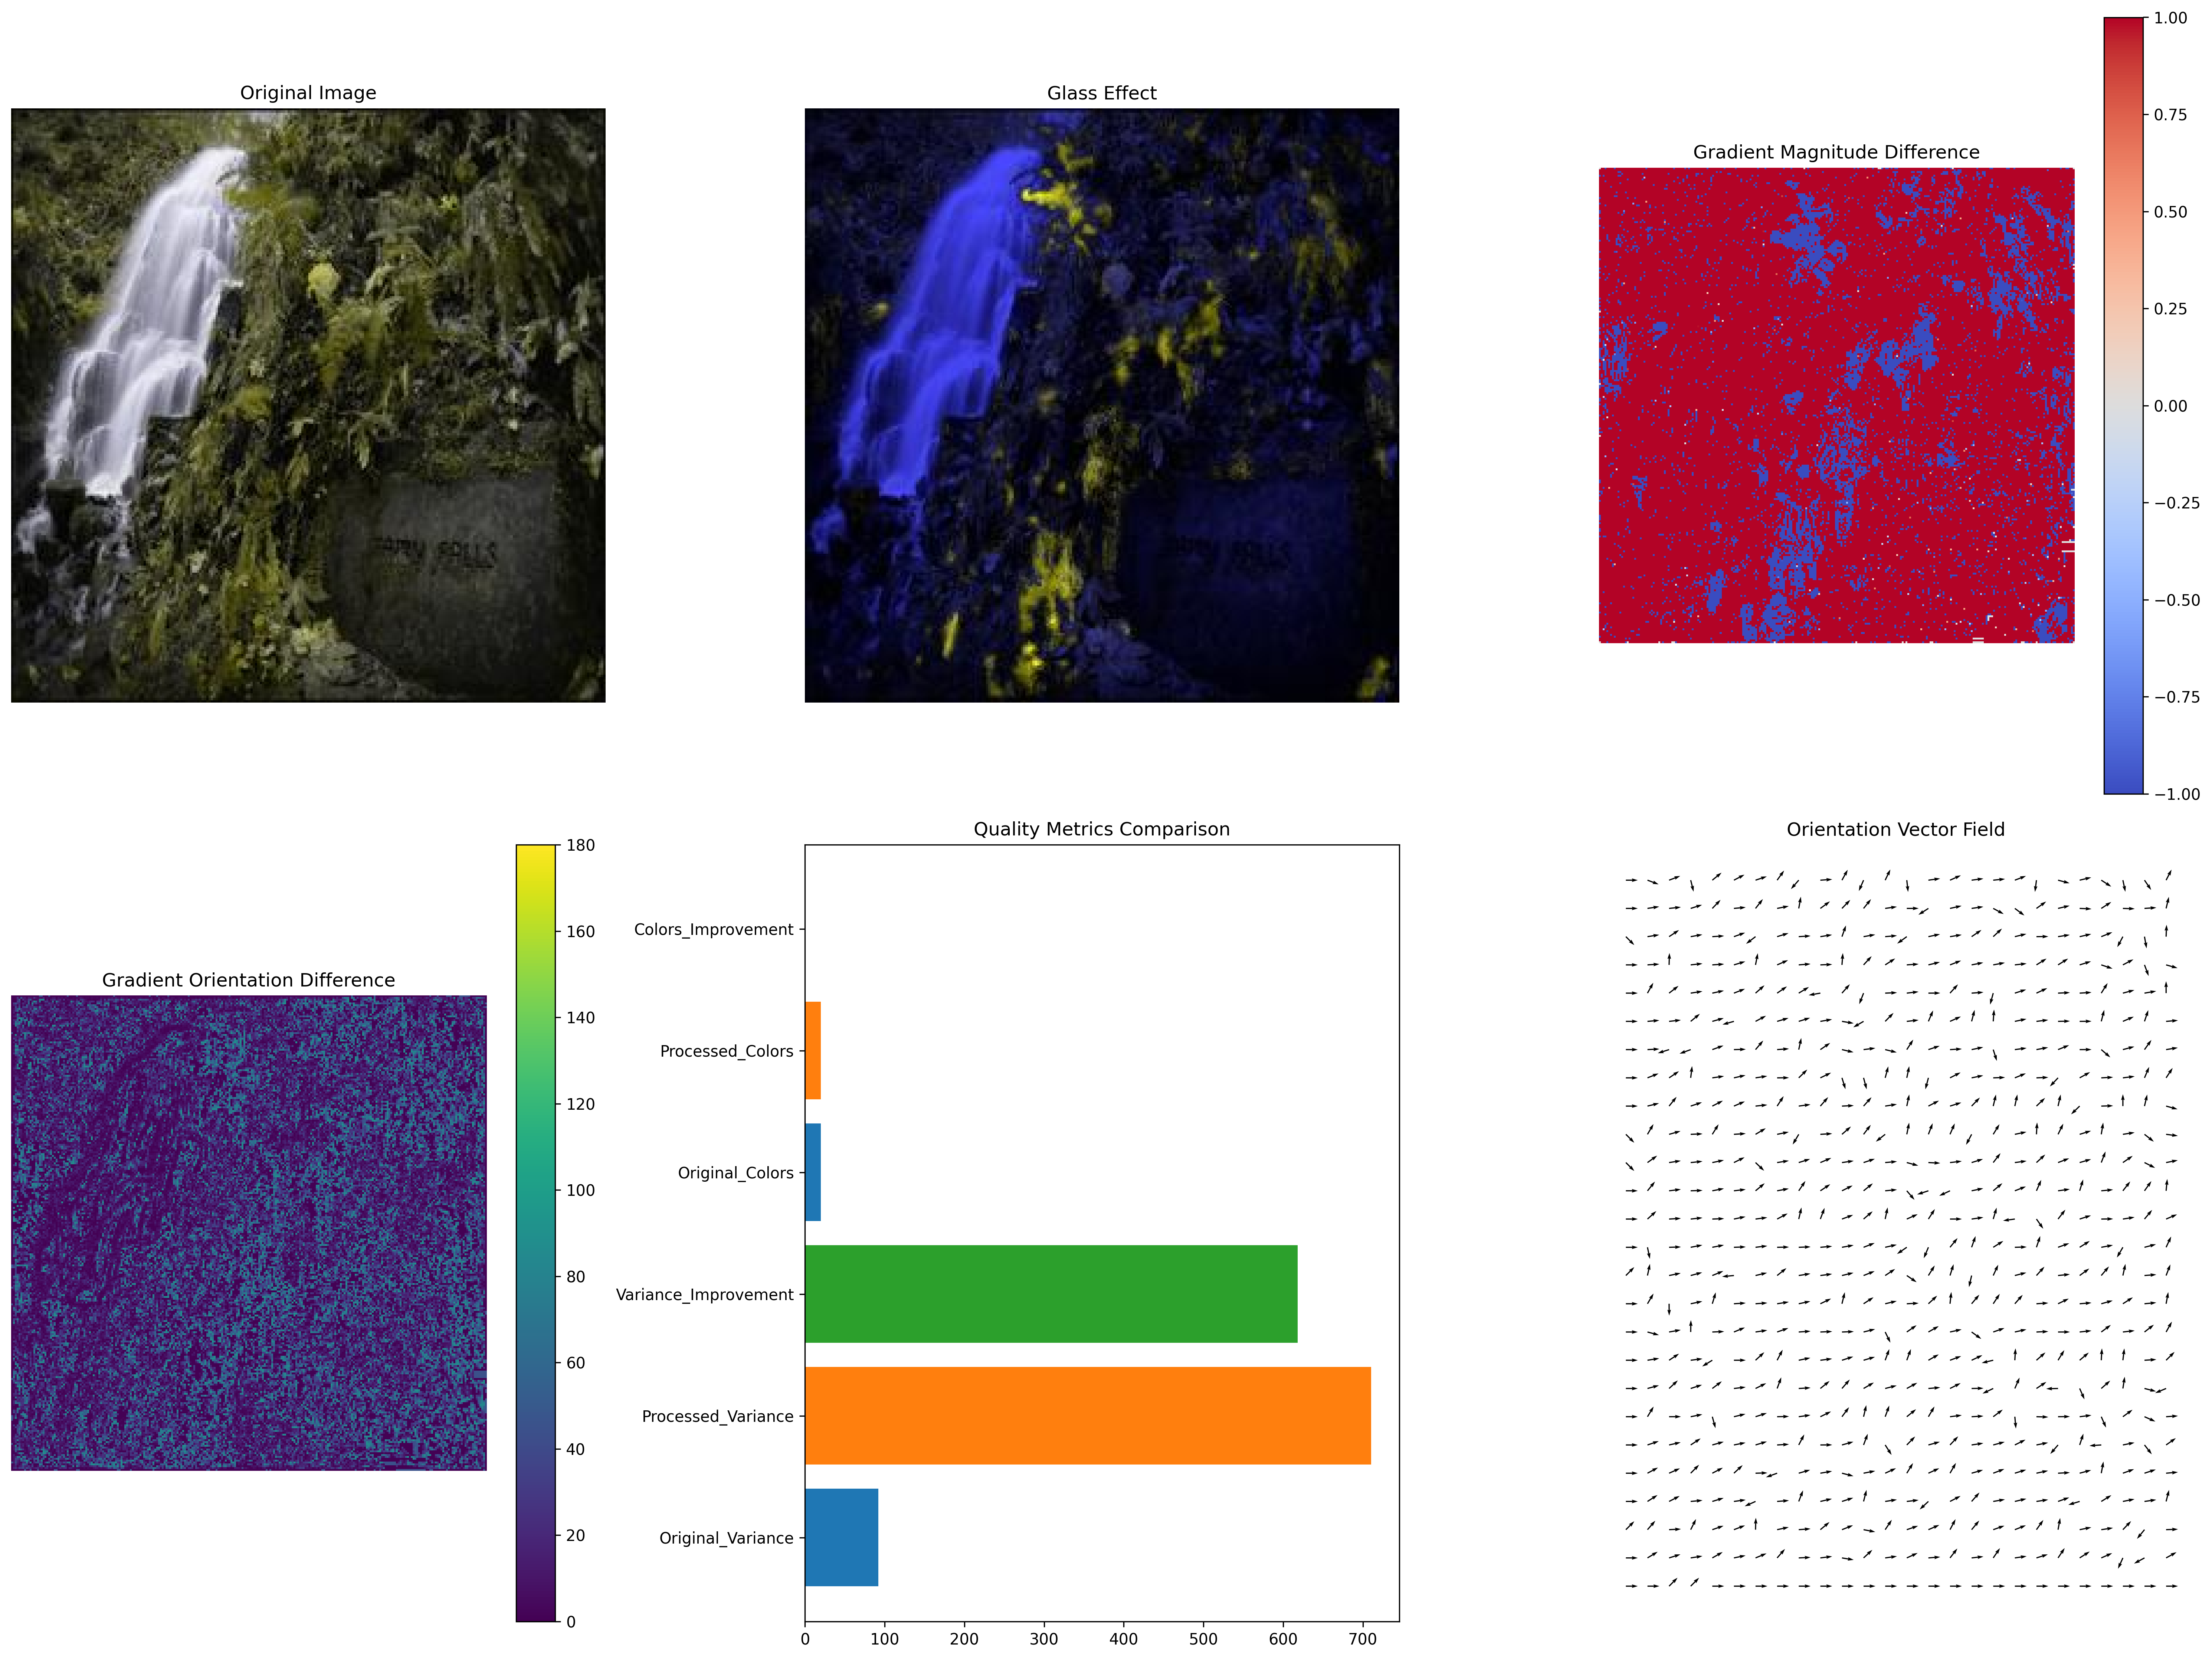 Original Image
Glass Effect
Gradient Magnitude Difference
1.00
0.75
0.50
0.25
0.00
−0.25
−0.50
−0.75
−1.00
FALLS
Gradient Orientation Difference
180
160
140
120
100
80
60
40
20
0
Quality Metrics Comparison
Colors_Improvement
Processed_Colors
Original_Colors
Variance_Improvement
Processed_Variance
Original_Variance
0 100 200 300 400 500 600 700
Orientation Vector Field